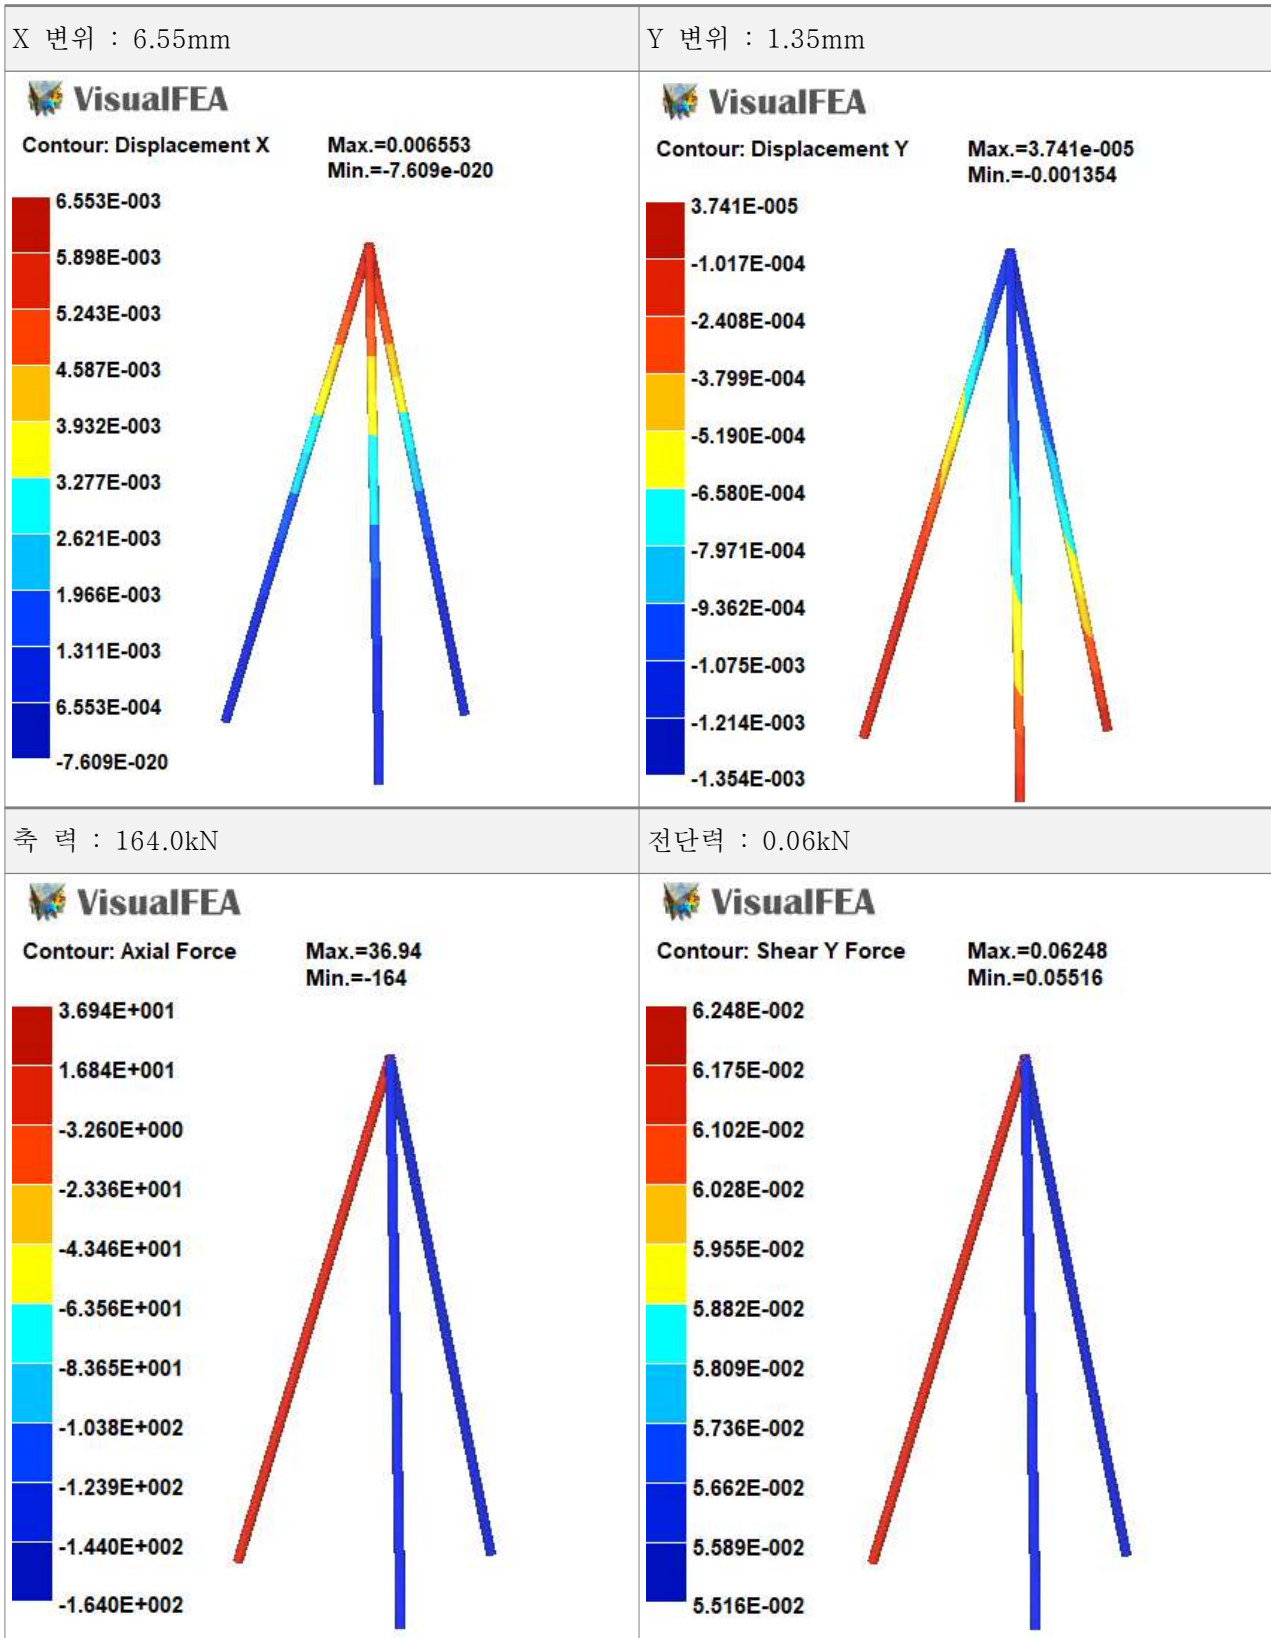 X 변위 : 6.55mm
VisualFEA
Contour: Displacement X
Max.=0.006553
Min.=-7.609e-020
6.553E-003
5.898E-003
5.243E-003
4.587E-003
3.932E-003
3.277E-003
2.621E-003
1.966E-003
1.311E-003
6.553E-004
-7.609E-020
Y 변위 : 1.35mm
VisualFEA
Contour: Displacement Y
Max.=3.741e-005
Min.=-0.001354
3.741E-005
-1.017E-004
-2.408E-004
-3.799E-004
-5.190E-004
-6.580E-004
-7.971E-004
-9.362E-004
-1.075E-003
-1.214E-003
-1.354E-003
축 력 : 164.0kN
VisualFEA
Contour: Axial Force
Max.=36.94
Min.=-164
3.694E+001
1.684E+001
-3.260E+000
-2.336E+001
-4.346E+001
-6.356E+001
-8.365E+001
-1.038E+002
-1.239E+002
-1.440E+002
-1.640E+002
전단력 : 0.06kN
VisualFEA
Contour: Shear Y Force
Max.=0.06248
Min.=0.05516
6.248E-002
6.175E-002
6.102E-002
6.028E-002
5.955E-002
5.882E-002
5.809E-002
5.736E-002
5.662E-002
5.589E-002
5.516E-002